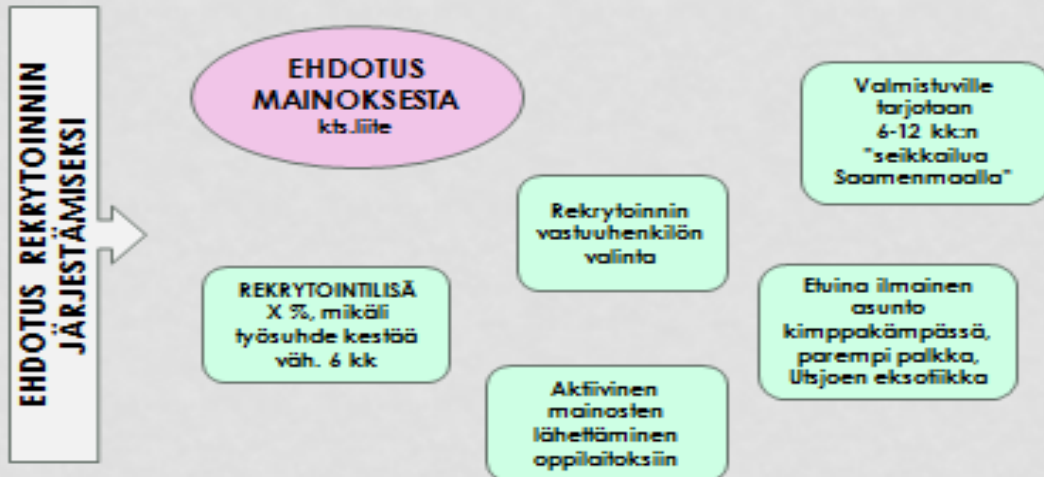 EHDOTUS REKRYTOINNIN
JÄRJESTÄMISEKSI
EHDOTUS
MAINOKSESTA
kts.liite
Valmistuville
tarjotaan
6-12 kk:n
"seikkailua
Saamenmaalla"
Rekrytoinnin
vastuuhenkilön
valinta
REKRYTOINTILISÄ
X %, mikäli
työsuhde kestää
väh. 6 kk
Etuina ilmainen
asunto
kimppakämpässä,
parempi palkka,
Utsjoen eksotiikka
Aktiivinen
mainosten
lähettäminen
oppilaitoksiin